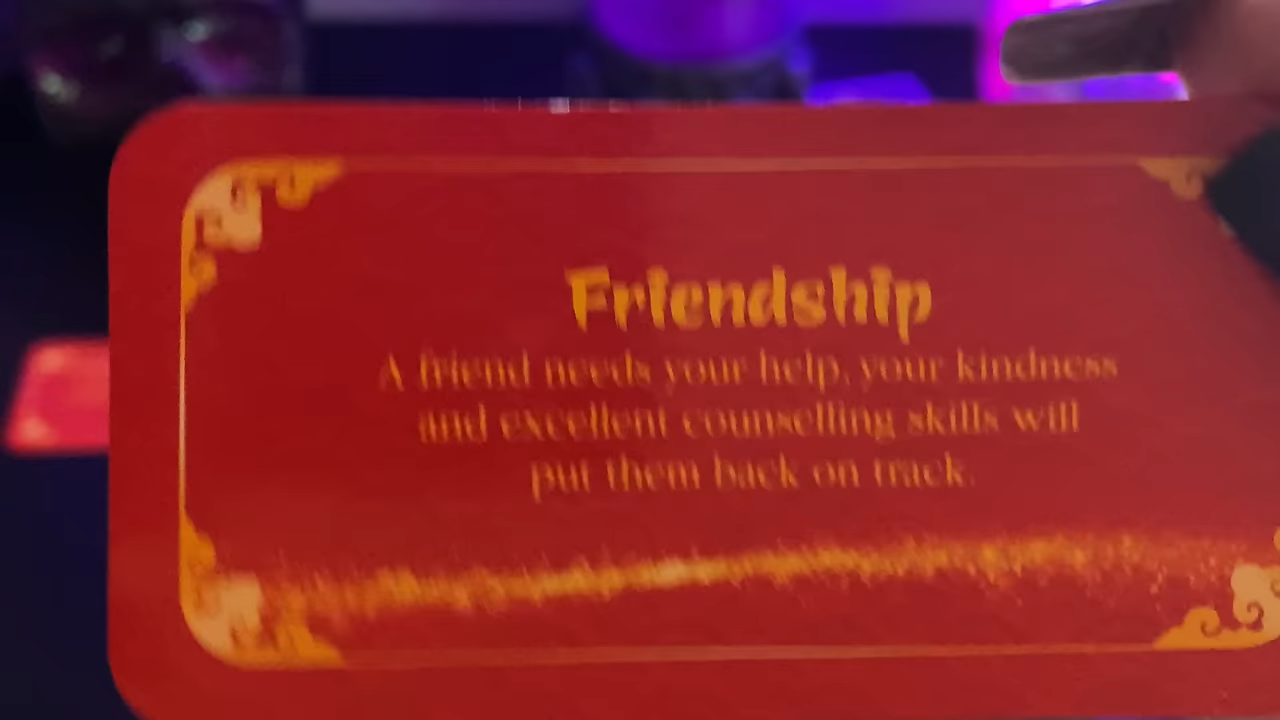 Friendship
A friend needs your help, your kindness
and excellent counselling skills will
put them back on track.